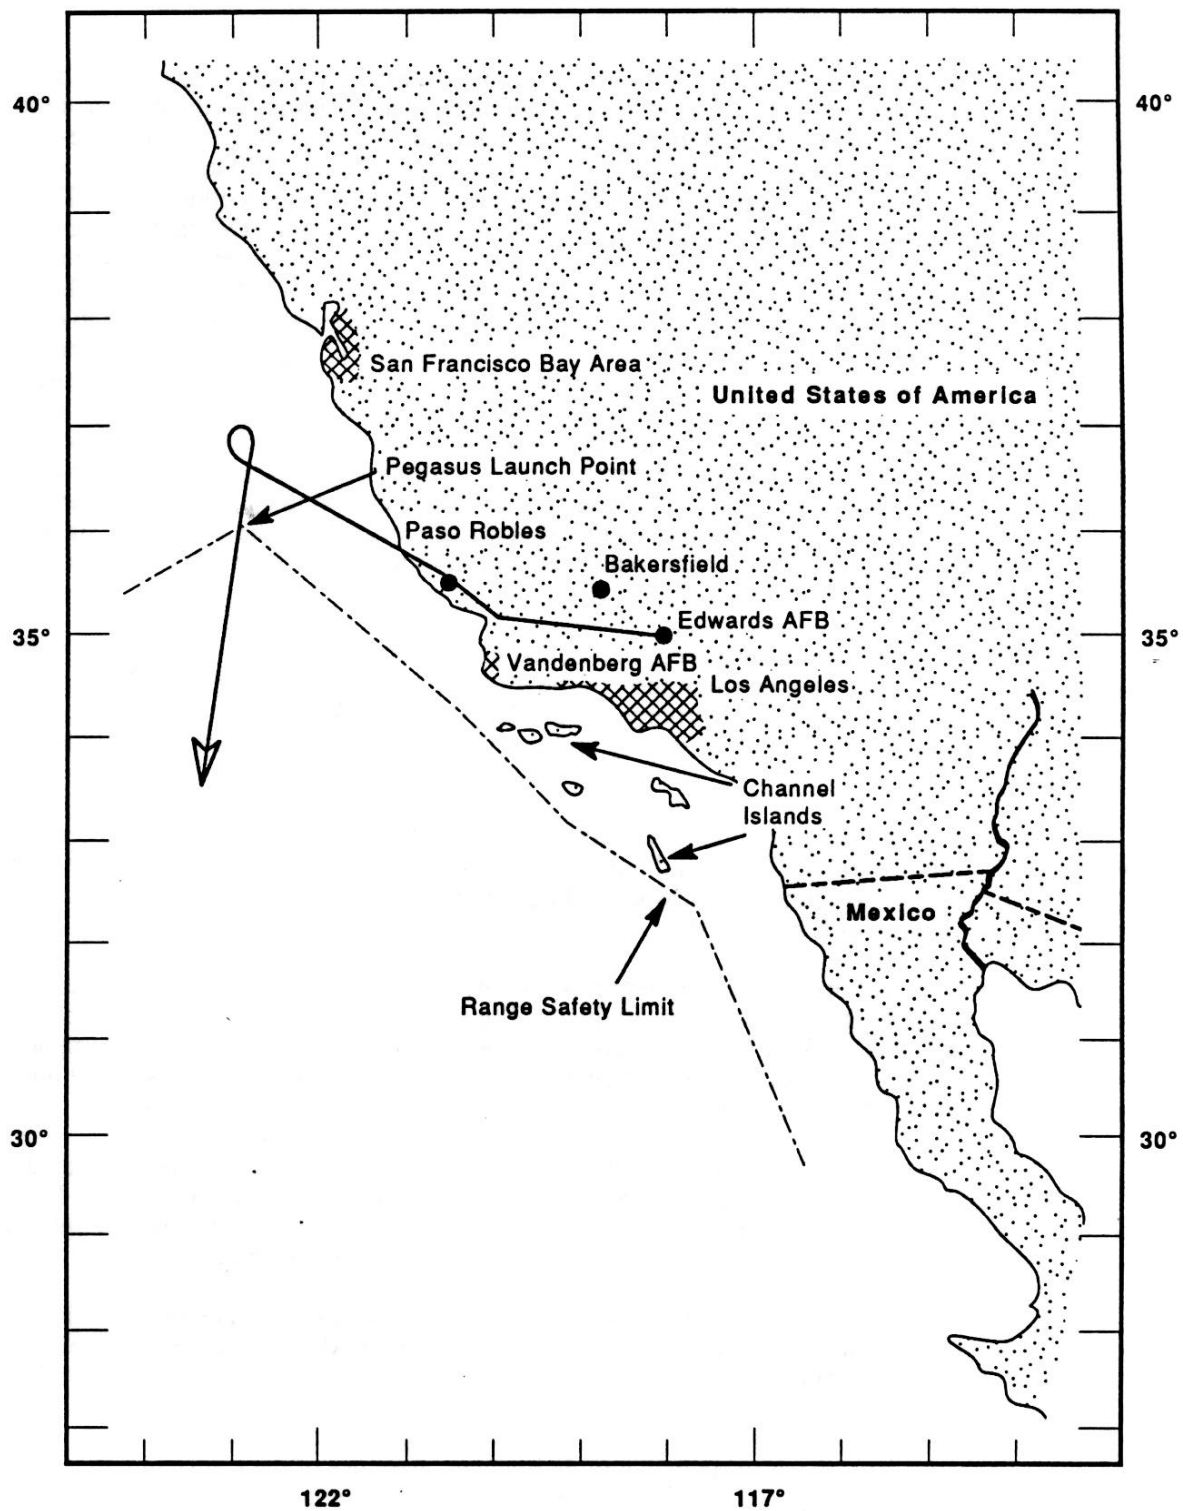 40°
40°
San Francisco Bay Area
United States of America
Pegasus Launch Point
Paso Robles
Bakersfield
Edwards AFB
35°
35°
Vandenberg AFB
Los Angeles
Channel
Islands
Mexico
Range Safety Limit
30°
30°
122°
117°